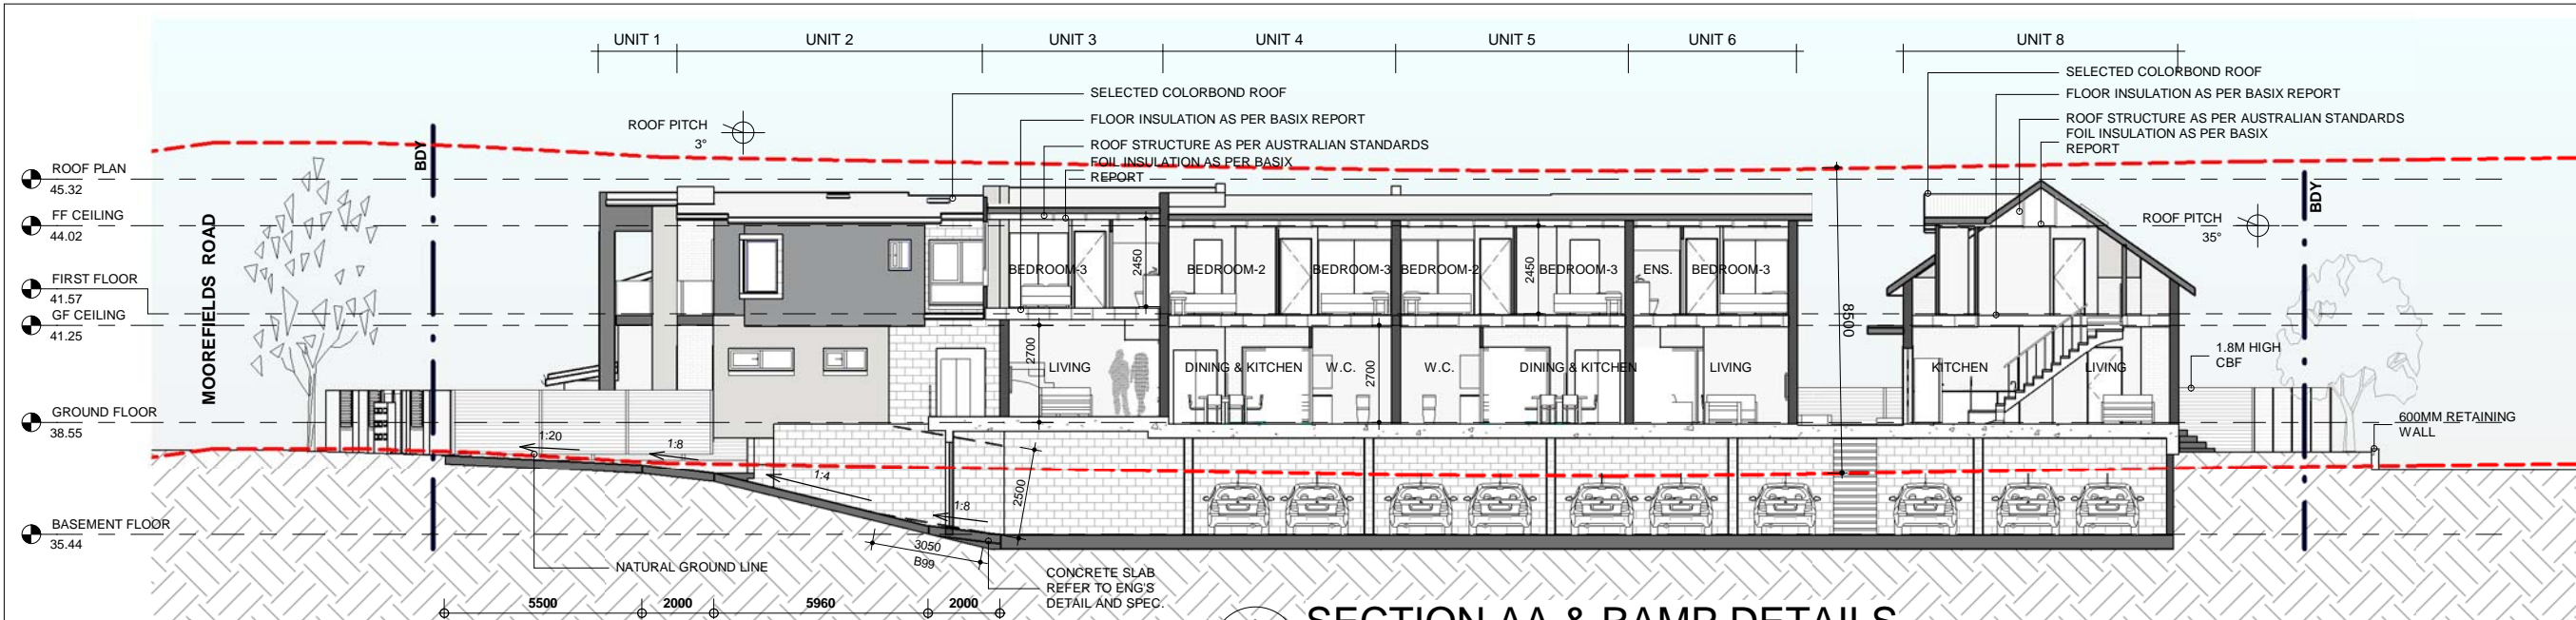 UNIT 1
UNIT 2
UNIT 3
UNIT 4
UNIT 5
UNIT 6
UNIT 8
SELECTED COLORBOND ROOF
FLOOR INSULATION AS PER BASIX REPORT
ROOF STRUCTURE AS PER AUSTRALIAN STANDARDS
FOIL INSULATION AS PER BASIX
REPORT
SELECTED COLORBOND ROOF
FLOOR INSULATION AS PER BASIX REPORT
ROOF STRUCTURE AS PER AUSTRALIAN STANDARDS
FOIL INSULATION AS PER BASIX
REPORT
ROOF PITCH
3°
BDY
BDY
ROOF PITCH
35°
ROOF PLAN
45.32
FF CEILING
44.02
FIRST FLOOR
41.57
GF CEILING
41.25
GROUND FLOOR
38.55
BASEMENT FLOOR
35.44
MOOREFIELDS ROAD
BEDROOM-3
2450
BEDROOM-2
BEDROOM-3
BEDROOM-2
2450
BEDROOM-3
ENS.
BEDROOM-3
8500
2700
LIVING
DINING & KITCHEN
W.C.
2700
W.C.
DINING & KITCHEN
LIVING
KITCHEN
LIVING
1.8M HIGH
CBF
600MM RETAINING
WALL
1:20
1:8
1:4
1:8
2500
3050
B99
NATURAL GROUND LINE
CONCRETE SLAB
REFER TO ENG'S
DETAIL AND SPEC.
5500
2000
5960
2000
SECTION AA & RAMP DETAILS